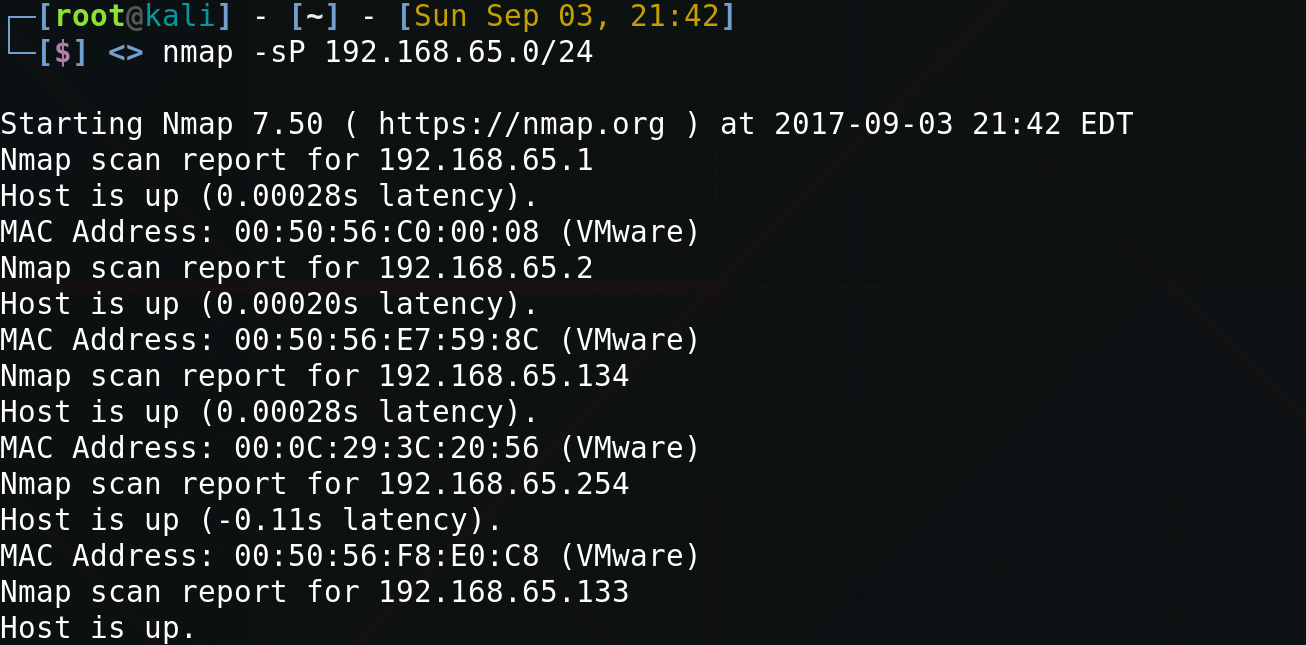 [root@kali] - [~] - [Sun Sep 03, 21:42]
[$] <> nmap -sP 192.168.65.0/24
Starting Nmap 7.50 ( https://nmap.org ) at 2017-09-03 21:42 EDT
Nmap scan report for 192.168.65.1
Host is up (0.00028s latency).
MAC Address: 00:50:56:C0:00:08 (VMware)
Nmap scan report for 192.168.65.2
Host is up (0.00020s latency).
MAC Address: 00:50:56:E7:59:8C (VMware)
Nmap scan report for 192.168.65.134
Host is up (0.00028s latency).
MAC Address: 00:0C:29:3C:20:56 (VMware)
Nmap scan report for 192.168.65.254
Host is up (-0.11s latency).
MAC Address: 00:50:56:F8:E0:C8 (VMware)
Nmap scan report for 192.168.65.133
Host is up.